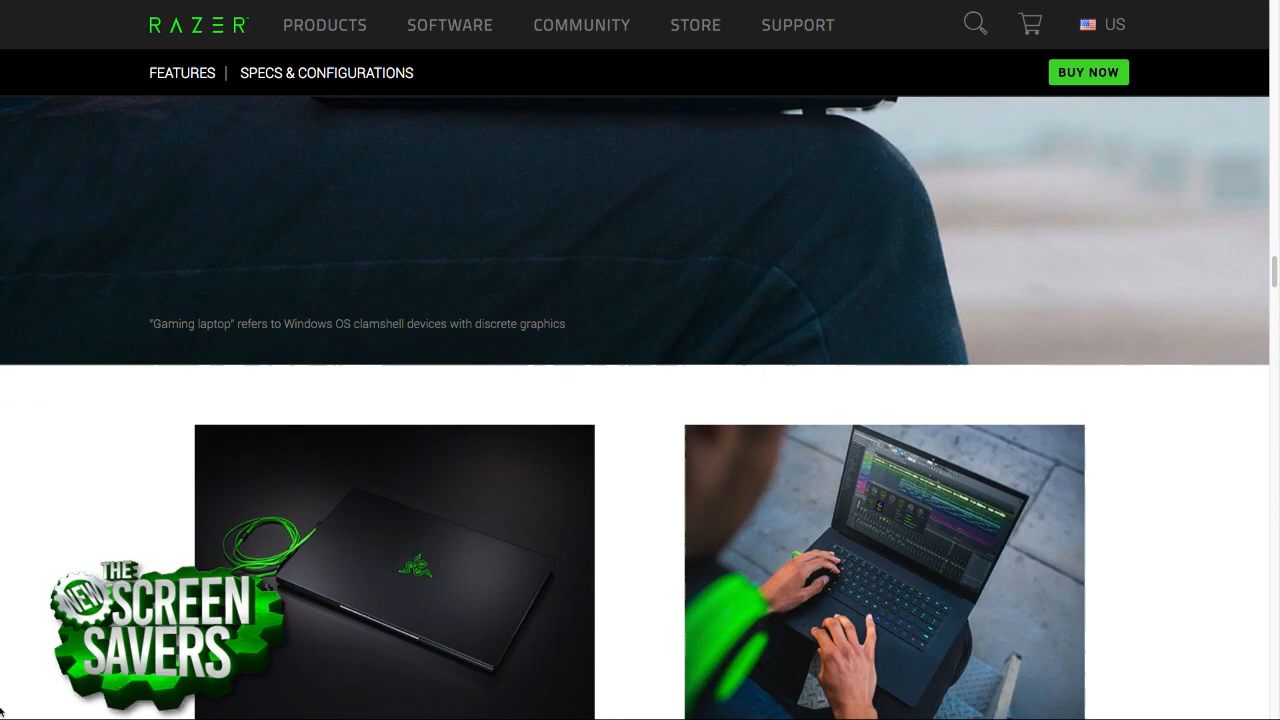 RAZER
PRODUCTS SOFTWARE COMMUNITY STORE SUPPORT US
FEATURES | SPECS & CONFIGURATIONS BUY NOW
"Gaming laptop" refers to Windows OS clamshell devices with discrete graphics
THE
NEW SCREEN
SAVERS